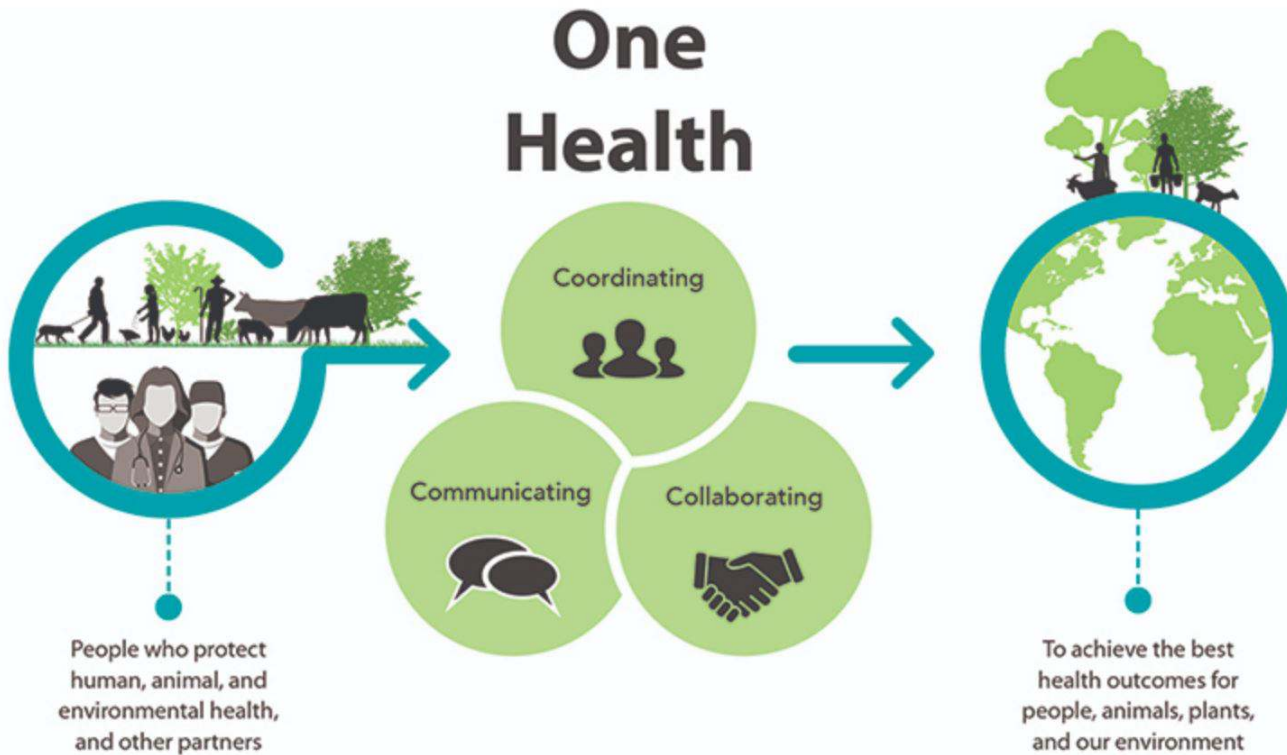 One
Health
Coordinating
Communicating
Collaborating
People who protect
human, animal, and
environmental health,
and other partners
To achieve the best
health outcomes for
people, animals, plants,
and our environment